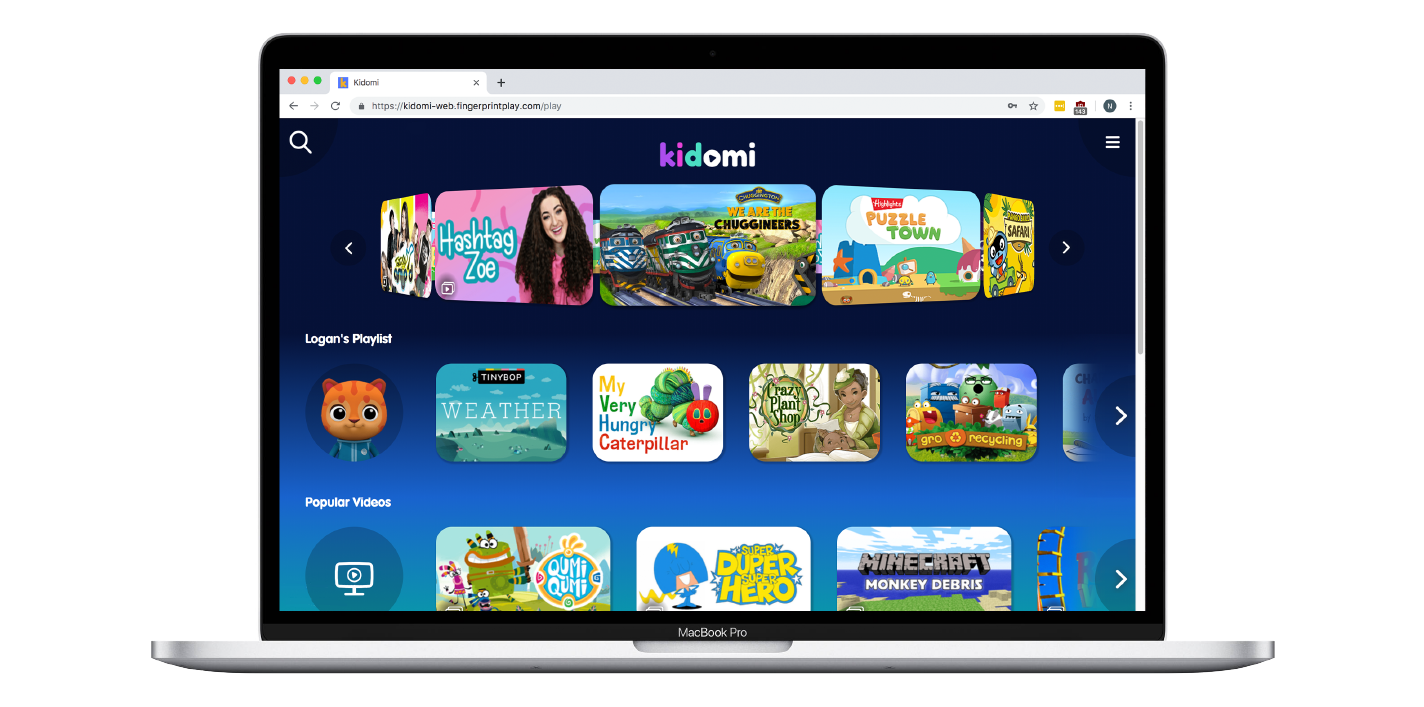 Kidomi
https://kidomi-web.fingerprintplay.com/play
143
N
kidomi
Hashtag
Zoe
CHUGGINGTON
WE ARE THE
CHUGGINEERS
Highlights
PUZZLE
TOWN
SAFARI
Logan's Playlist
TINYBOP
WEATHER
My
Very
Hungry
Caterpillar
Crazy
Plant
Shop
gro recycling
Popular Videos
QUMI
QUMI
SUPER
DUPER
SUPER
HERO
MINECRAFT
MONKEY DEBRIS
MacBook Pro